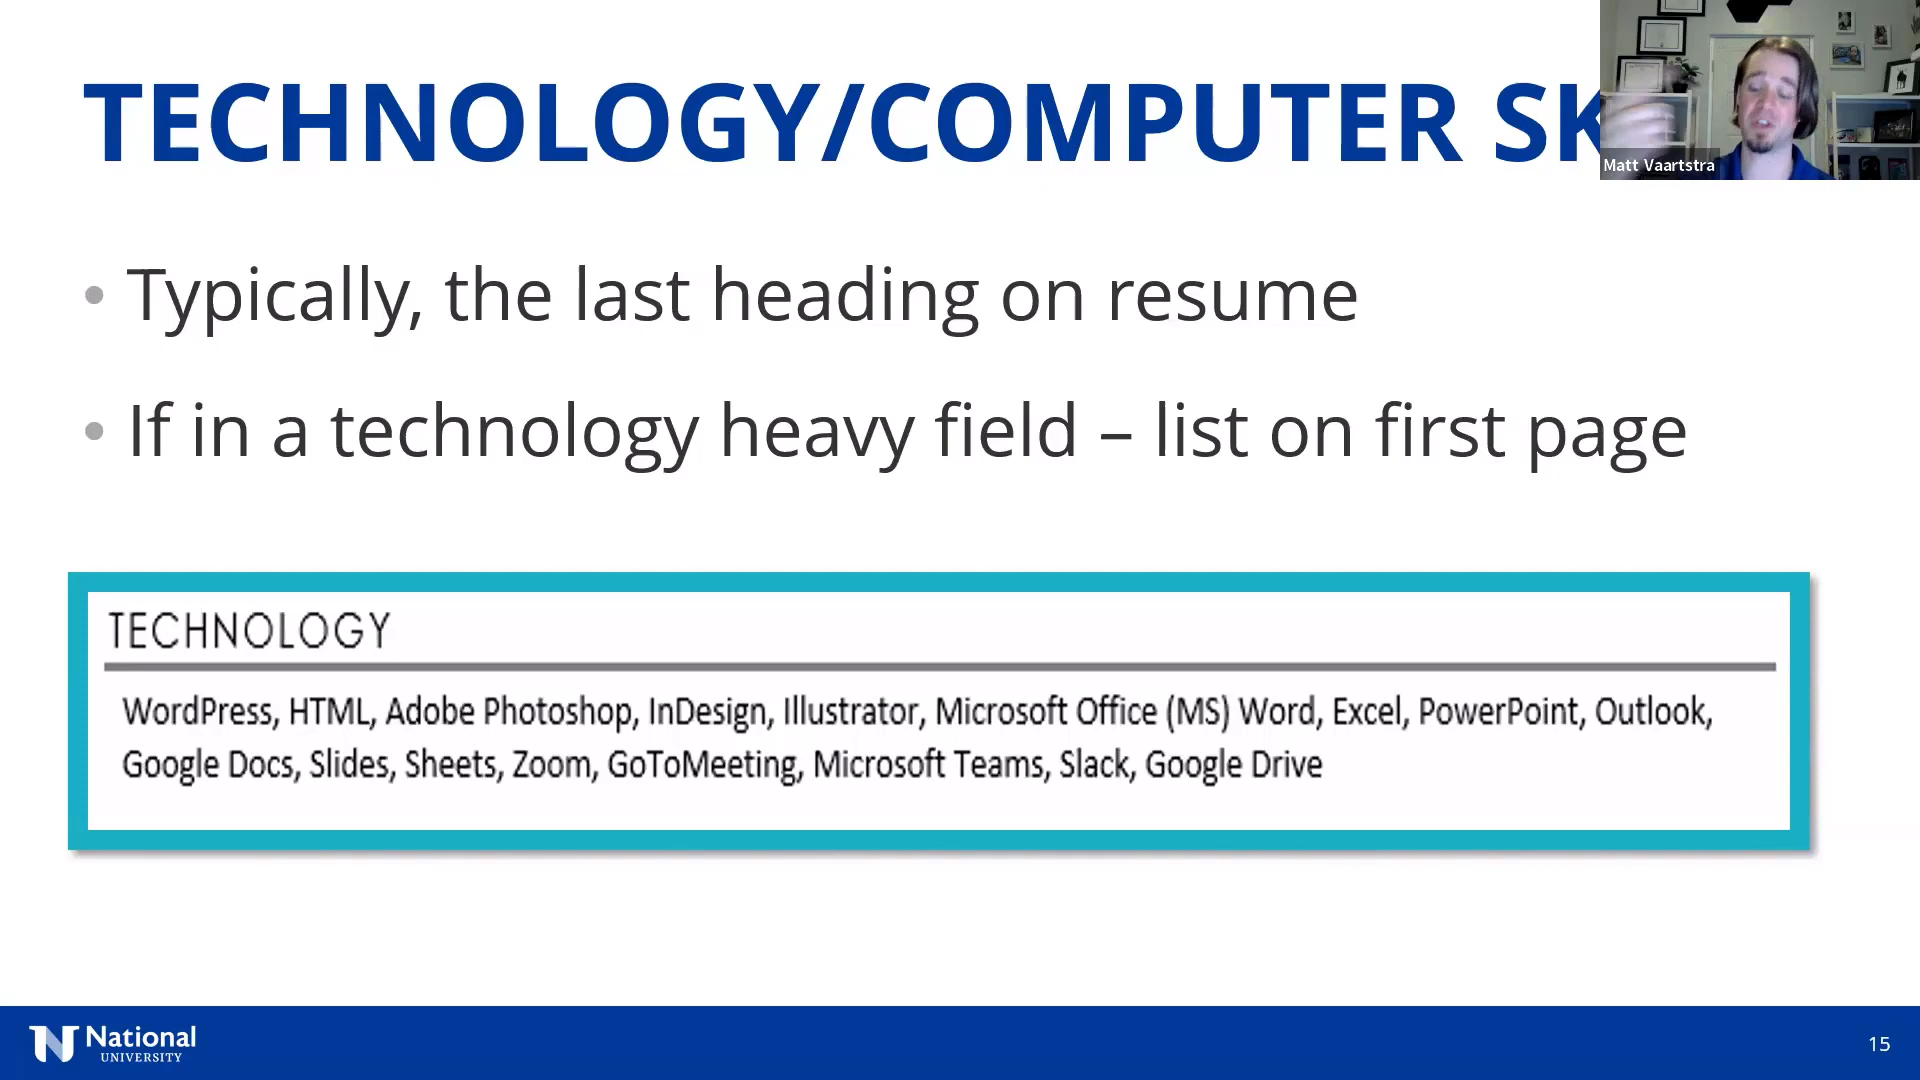 TECHNOLOGY/COMPUTER SK
Matt Vaartstra
• Typically, the last heading on resume
• If in a technology heavy field – list on first page
TECHNOLOGY
WordPress, HTML, Adobe Photoshop, InDesign, Illustrator, Microsoft Office (MS) Word, Excel, PowerPoint, Outlook,
Google Docs, Slides, Sheets, Zoom, GoToMeeting, Microsoft Teams, Slack, Google Drive
National
UNIVERSITY
15